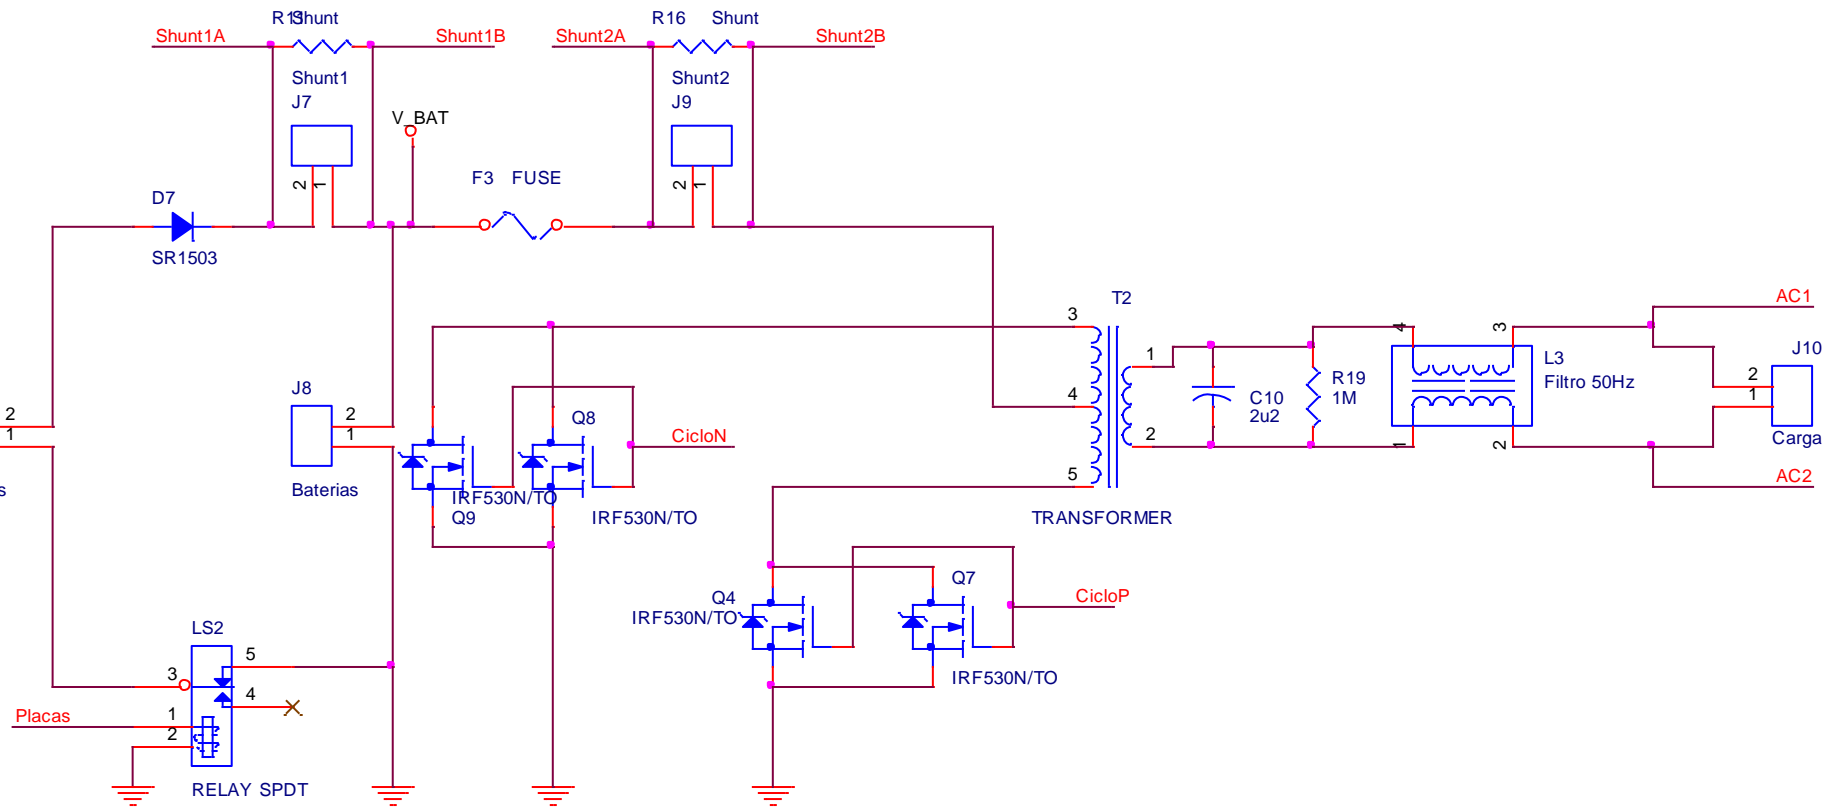 R15 Shunt
R16 Shunt
Shunt1A
Shunt1B
Shunt2A
Shunt2B
Shunt1
J7
Shunt2
J9
V_BAT
2 1
F3 FUSE
2 1
D7
SR1503
T2
3
AC1
1
4
3
L3
Filtro 50Hz
J10
J8
4
C10
2u2
R19
1M
2
1
2
1
2
1
Q8
CicloN
2
1
2
Carga
s
Baterias
IRF530N/TO
Q9
IRF530N/TO
5
AC2
TRANSFORMER
Q4
IRF530N/TO
Q7
CicloP
LS2
5
3
4
IRF530N/TO
Placas
1
2
RELAY SPDT